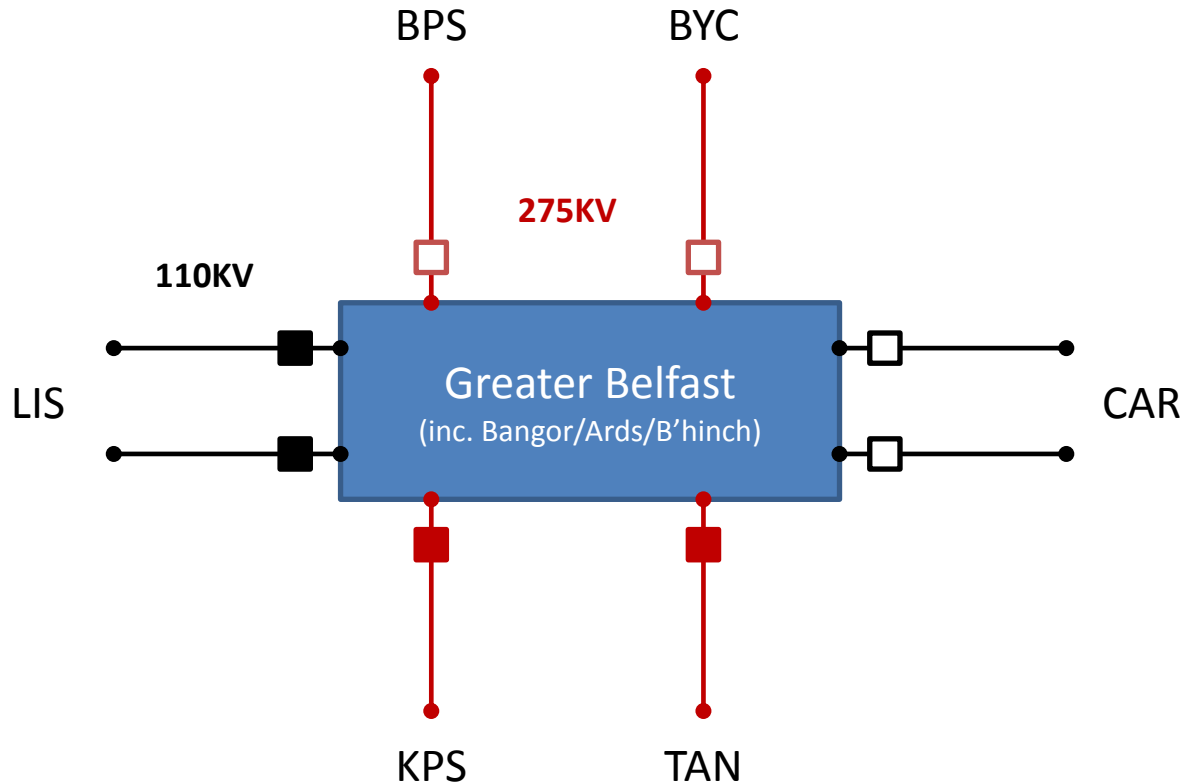 BPS
BYC
275KV
110KV
LIS
Greater Belfast
(inc. Bangor/Ards/B’hinch)
CAR
KPS
TAN